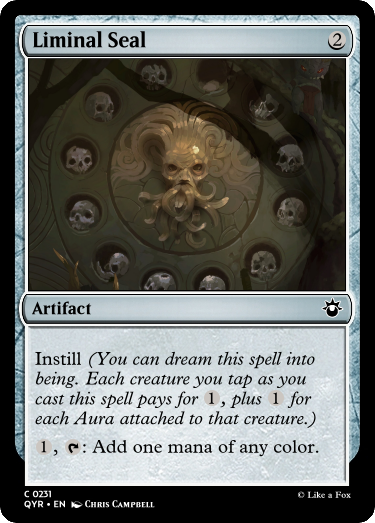 Liminal Seal 2
Artifact
Instill (You can dream this spell into
being. Each creature you tap as you
cast this spell pays for 1, plus 1 for
each Aura attached to that creature.)
1, : Add one mana of any color.
C 0231
QYR • EN Chris Campbell
© Like a Fox